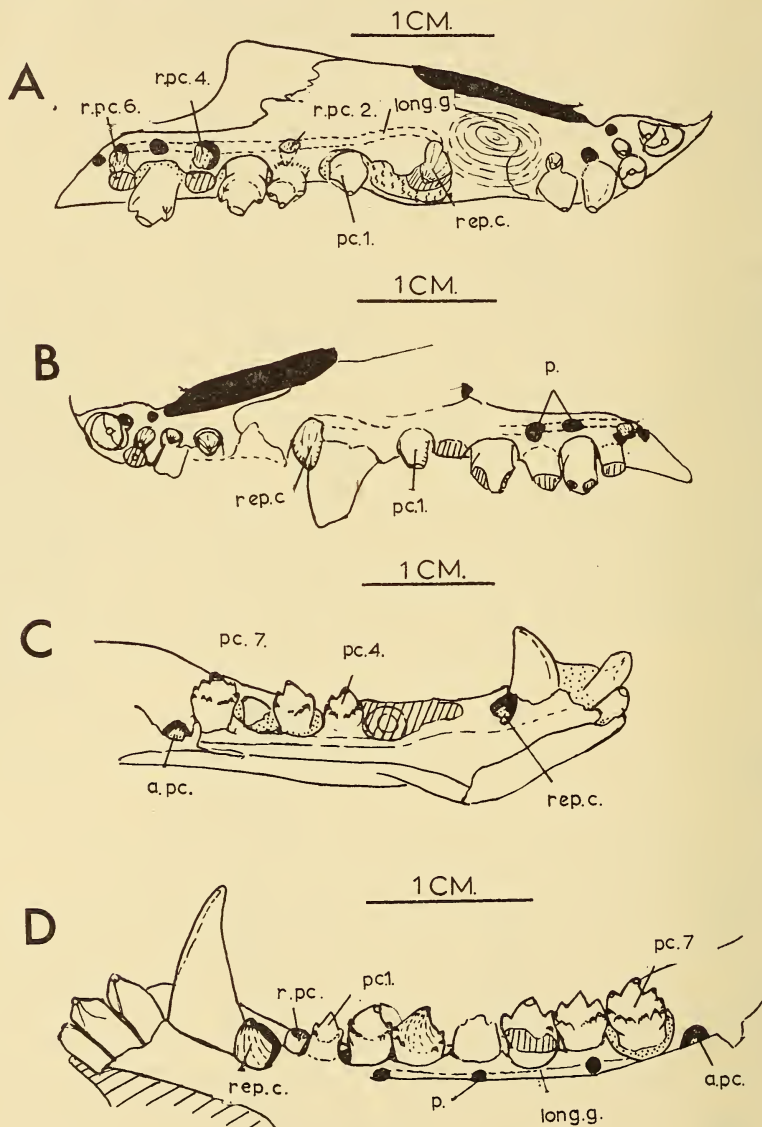 1 CM.
A
r.pc.6.
r.pc.4.
r.pc.2.
long.g.
pc.1.
rep.c.
1 CM.
B
p.
rep.c
pc.1.
1 CM.
C
pc.7.
pc.4.
a.pc.
rep.c.
1 CM.
D
pc.7
r.pc.
pc1.
rep.c.
p.
long.g.
a.pc.